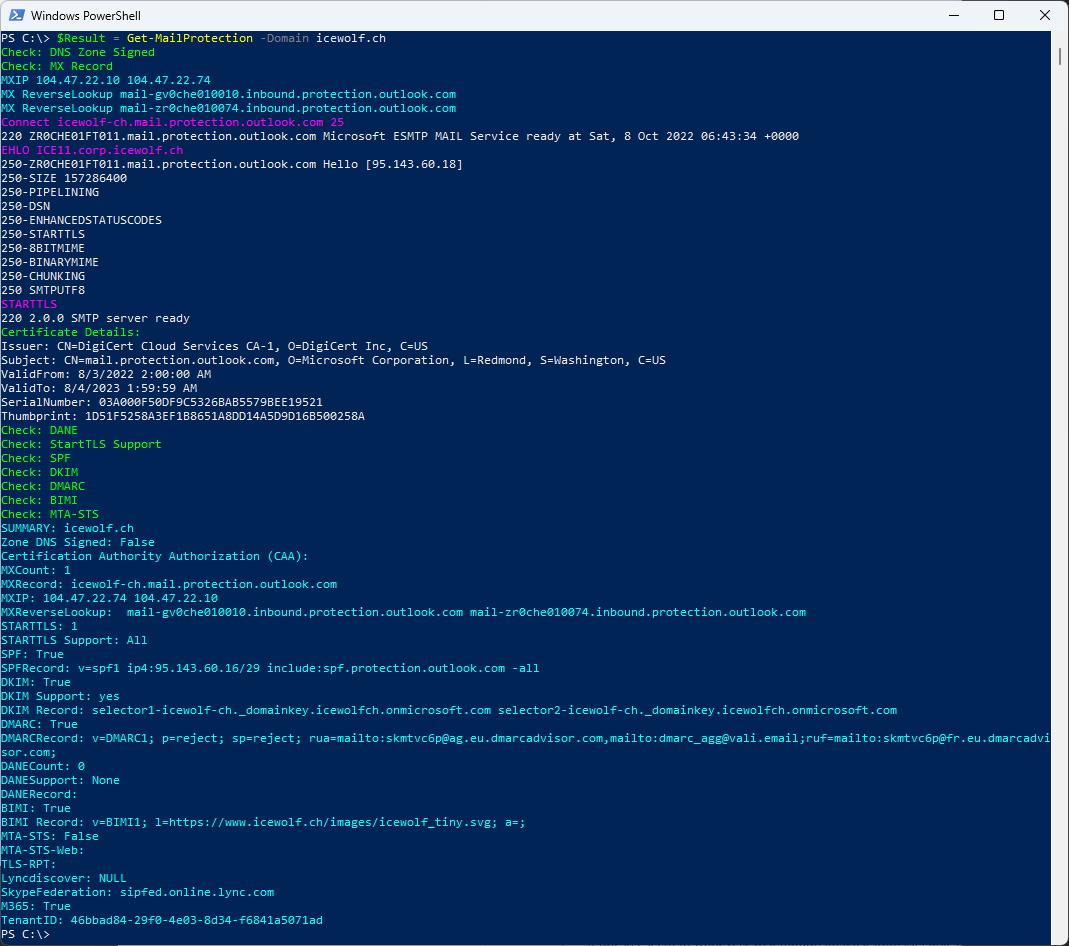 Windows PowerShell
PS C:\> $Result = Get-MailProtection -Domain icewolf.ch
Check: DNS Zone Signed
Check: MX Record
MXIP 104.47.22.10 104.47.22.74
MX ReverseLookup mail-gv0che010010.inbound.protection.outlook.com
MX ReverseLookup mail-zr0che010074.inbound.protection.outlook.com
Connect icewolf-ch.mail.protection.outlook.com 25
220 ZR0CHE01FT011.mail.protection.outlook.com Microsoft ESMTP MAIL Service ready at Sat, 8 Oct 2022 06:43:34 +0000
EHLO ICE11.corp.icewolf.ch
250-ZR0CHE01FT011.mail.protection.outlook.com Hello [95.143.60.18]
250-SIZE 157286400
250-PIPELINING
250-DSN
250-ENHANCEDSTATUSCODES
250-STARTTLS
250-8BITMIME
250-BINARYMIME
250-CHUNKING
250 SMTPUTF8
STARTTLS
220 2.0.0 SMTP server ready
Certificate Details:
Issuer: CN=DigiCert Cloud Services CA-1, O=DigiCert Inc, C=US
Subject: CN=mail.protection.outlook.com, O=Microsoft Corporation, L=Redmond, S=Washington, C=US
ValidFrom: 8/3/2022 2:00:00 AM
ValidTo: 8/4/2023 1:59:59 AM
SerialNumber: 03A000F50DF9C5326BAB5579BEE19521
Thumbprint: 1D51F5258A3EF1B8651A8DD14A5D9D16B500258A
Check: DANE
Check: StartTLS Support
Check: SPF
Check: DKIM
Check: DMARC
Check: BIMI
Check: MTA-STS
SUMMARY: icewolf.ch
Zone DNS Signed: False
Certification Authority Authorization (CAA):
MXCount: 1
MXRecord: icewolf-ch.mail.protection.outlook.com
MXIP: 104.47.22.74 104.47.22.10
MXReverseLookup:  mail-gv0che010010.inbound.protection.outlook.com mail-zr0che010074.inbound.protection.outlook.com
STARTTLS: 1
STARTTLS Support: All
SPF: True
SPFRecord: v=spf1 ip4:95.143.60.16/29 include:spf.protection.outlook.com -all
DKIM: True
DKIM Support: yes
DKIM Record: selector1-icewolf-ch._domainkey.icewolfch.onmicrosoft.com selector2-icewolf-ch._domainkey.icewolfch.onmicrosoft.com
DMARC: True
DMARCRecord: v=DMARC1; p=reject; sp=reject; rua=mailto:skmtvc6p@ag.eu.dmarcadvisor.com,mailto:dmarc_agg@vali.email;ruf=mailto:skmtvc6p@fr.eu.dmarcadvi
sor.com;
DANECount: 0
DANESupport: None
DANERecord:
BIMI: True
BIMI Record: v=BIMI1; l=https://www.icewolf.ch/images/icewolf_tiny.svg; a=;
MTA-STS: False
MTA-STS-Web:
TLS-RPT:
Lyncdiscover: NULL
SkypeFederation: sipfed.online.lync.com
M365: True
TenantID: 46bbad84-29f0-4e03-8d34-f6841a5071ad
PS C:\>